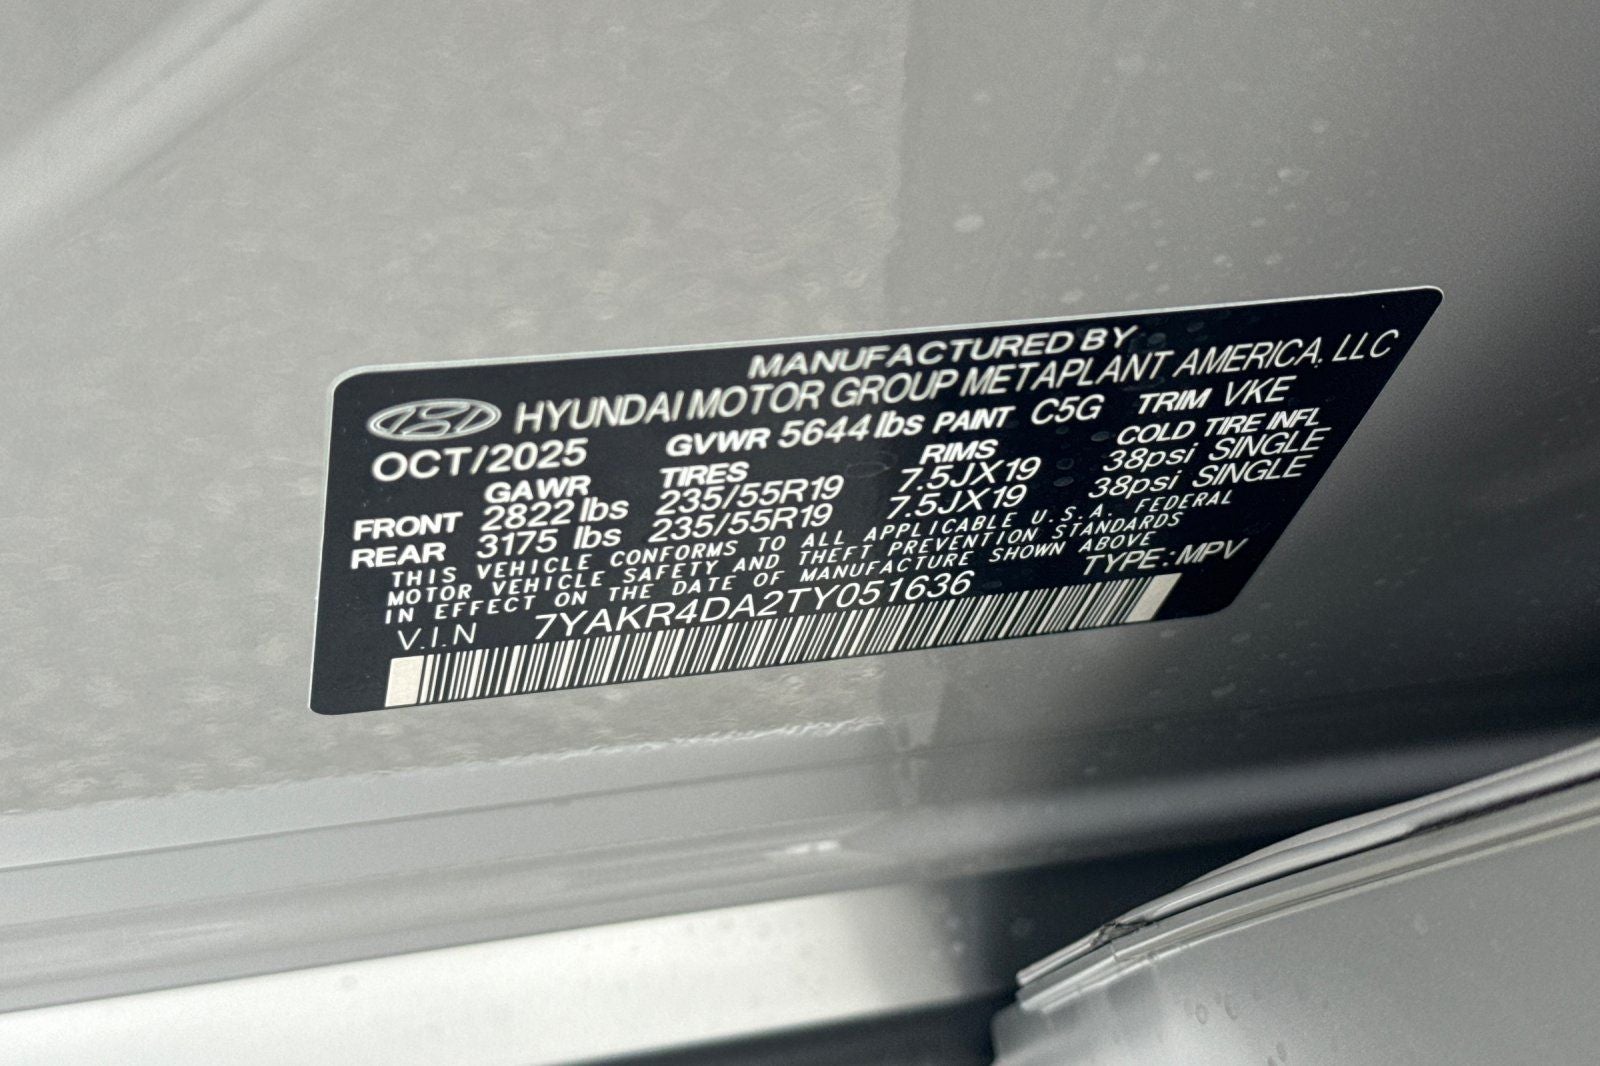 MANUFACTURED BY
HYUNDAI MOTOR GROUP METAPLANT AMERICA, LLC
OCT/2025 GVWR 5644 lbs PAINT C5G TRIM VKE
GAWR TIRES RIMS COLD TIRE INFL
FRONT 2822 lbs 235/55R19 7.5JX19 38psi SINGLE
REAR 3175 lbs 235/55R19 7.5JX19 38psi SINGLE
THIS VEHICLE CONFORMS TO ALL APPLICABLE U.S.A. FEDERAL
MOTOR VEHICLE SAFETY AND THEFT PREVENTION STANDARDS
IN EFFECT ON THE DATE OF MANUFACTURE SHOWN ABOVE
V.I.N 7YAKR4DA2TY051636 TYPE:MPV